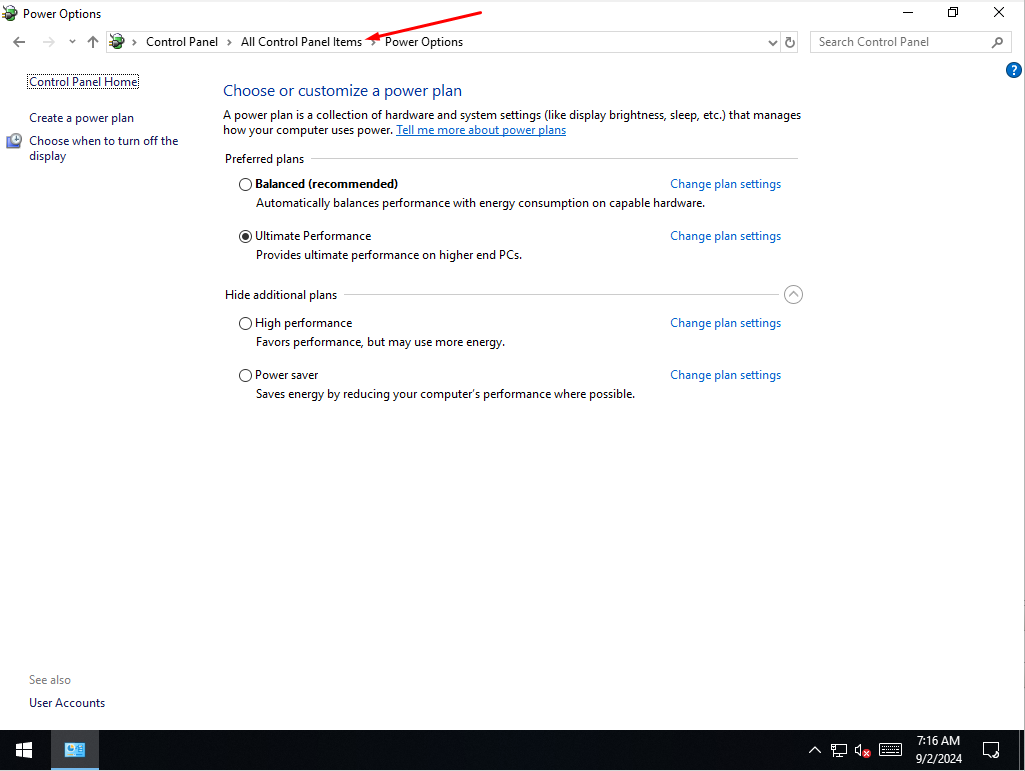 Power Options
Control Panel > All Control Panel Items > Power Options
Search Control Panel
?
Control Panel Home
Create a power plan
Choose when to turn off the
display
Choose or customize a power plan
A power plan is a collection of hardware and system settings (like display brightness, sleep, etc.) that manages
how your computer uses power. Tell me more about power plans
Preferred plans
Balanced (recommended) Change plan settings
Automatically balances performance with energy consumption on capable hardware.
Ultimate Performance Change plan settings
Provides ultimate performance on higher end PCs.
Hide additional plans
High performance Change plan settings
Favors performance, but may use more energy.
Power saver Change plan settings
Saves energy by reducing your computer's performance where possible.
See also
User Accounts
7:16 AM
9/2/2024